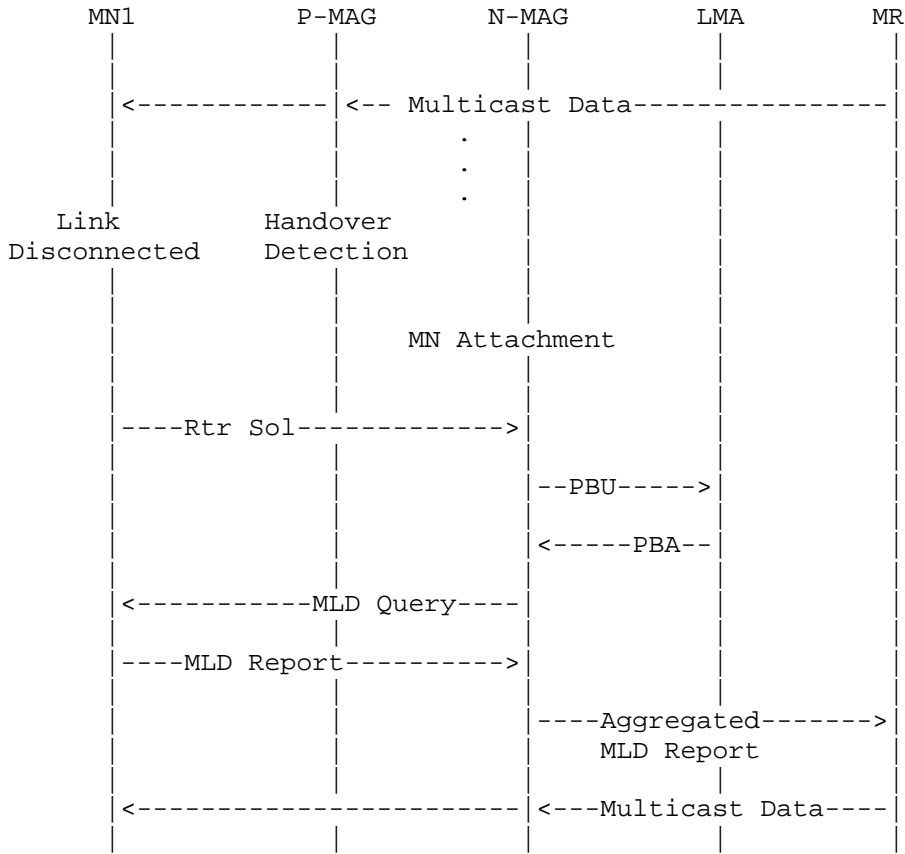 MN1 P-MAG N-MAG LMA MR
|<------------|<-- Multicast Data----------------|
.
.
.
Link Handover
Disconnected Detection
MN Attachment
|----Rtr Sol------------->|
|--PBU----->|
|<-----PBA--|
|<-----------MLD Query----|
|----MLD Report---------->|
|----Aggregated------->|
MLD Report
|<------------------------|<---Multicast Data----|